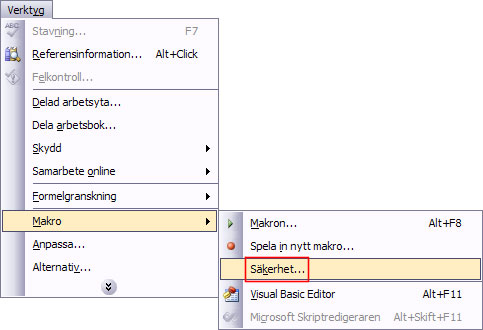 Verktyg
ABC
Stavning... F7
Referensinformation... Alt+Click
Felkontroll...
Delad arbetsyta...
Dela arbetsbok...
Skydd
Samarbete online
Formelgranskning
Makro
Anpassa...
Alternativ...
Makron... Alt+F8
Spela in nytt makro...
Säkerhet...
Visual Basic Editor Alt+F11
Microsoft Skriptredigeraren Alt+Skift+F11